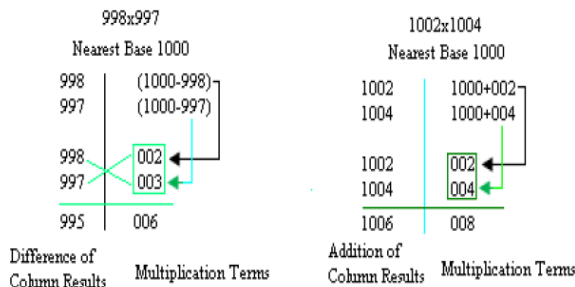 998x997
Nearest Base 1000
998 (1000-998)
997 (1000-997)
998 002
997 003
995 006
Difference of
Column Results Multiplication Terms
1002x1004
Nearest Base 1000
1002 1000+002
1004 1000+004
1002 002
1004 004
1006 008
Addition of
Column Results Multiplication Terms